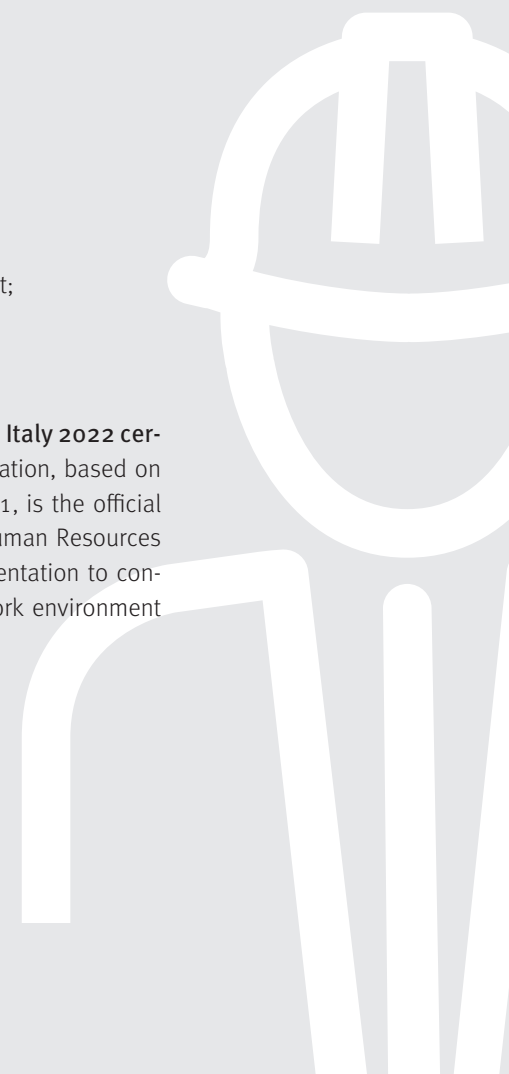 t;
Italy 2022 cer-
ation, based on
1, is the official
uman Resources
entation to con-
ork environment